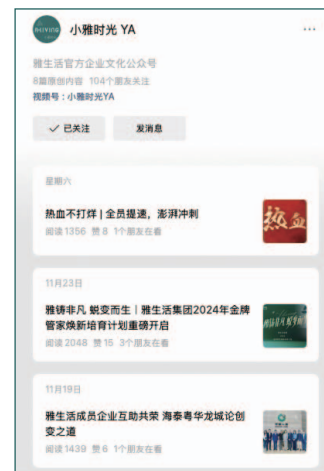 小雅时光 YA
雅生活官方企业文化公众号
8篇原创内容 104个朋友关注
视频号:小雅时光YA
已关注
发消息
星期六
热血不打烊 | 全员提速,澎湃冲刺
阅读 1356 赞 8 1个朋友在看
热血
11月23日
雅铸非凡 蜕变而生 | 雅生活集团2024年金牌
管家焕新培育计划重磅开启
阅读 2048 赞 15 3个朋友在看
11月19日
雅生活成员企业互助共荣 海泰粤华龙城论创
变之道
阅读 1439 赞 6 1个朋友在看